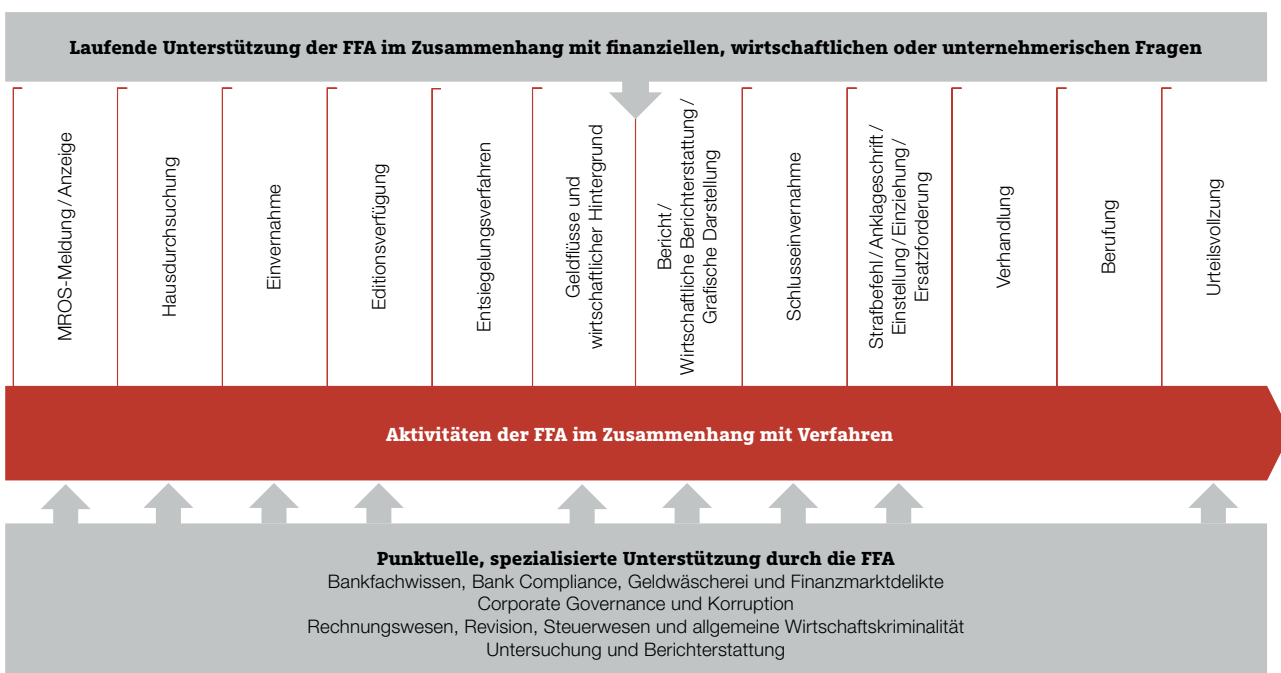 Laufende Unterstützung der FFA im Zusammenhang mit finanziellen, wirtschaftlichen oder unternehmerischen Fragen
MROS-Meldung / Anzeige
Hausdurchsuchung
Einvernahme
Editionsverfügung
Entsiegelungsverfahren
Geldflüsse und
wirtschaftlicher Hintergrund
Bericht /
Wirtschaftliche Berichterstattung /
Grafische Darstellung
Schlusseinvernahme
Strafbefehl / Anklageschrift /
Einstellung / Einziehung /
Ersatzforderung
Verhandlung
Berufung
Urteilsvollzung
Aktivitäten der FFA im Zusammenhang mit Verfahren
Punktuelle, spezialisierte Unterstützung durch die FFA
Bankfachwissen, Bank Compliance, Geldwäscherei und Finanzmarktdelikte
Corporate Governance und Korruption
Rechnungswesen, Revision, Steuerwesen und allgemeine Wirtschaftskriminalität
Untersuchung und Berichterstattung